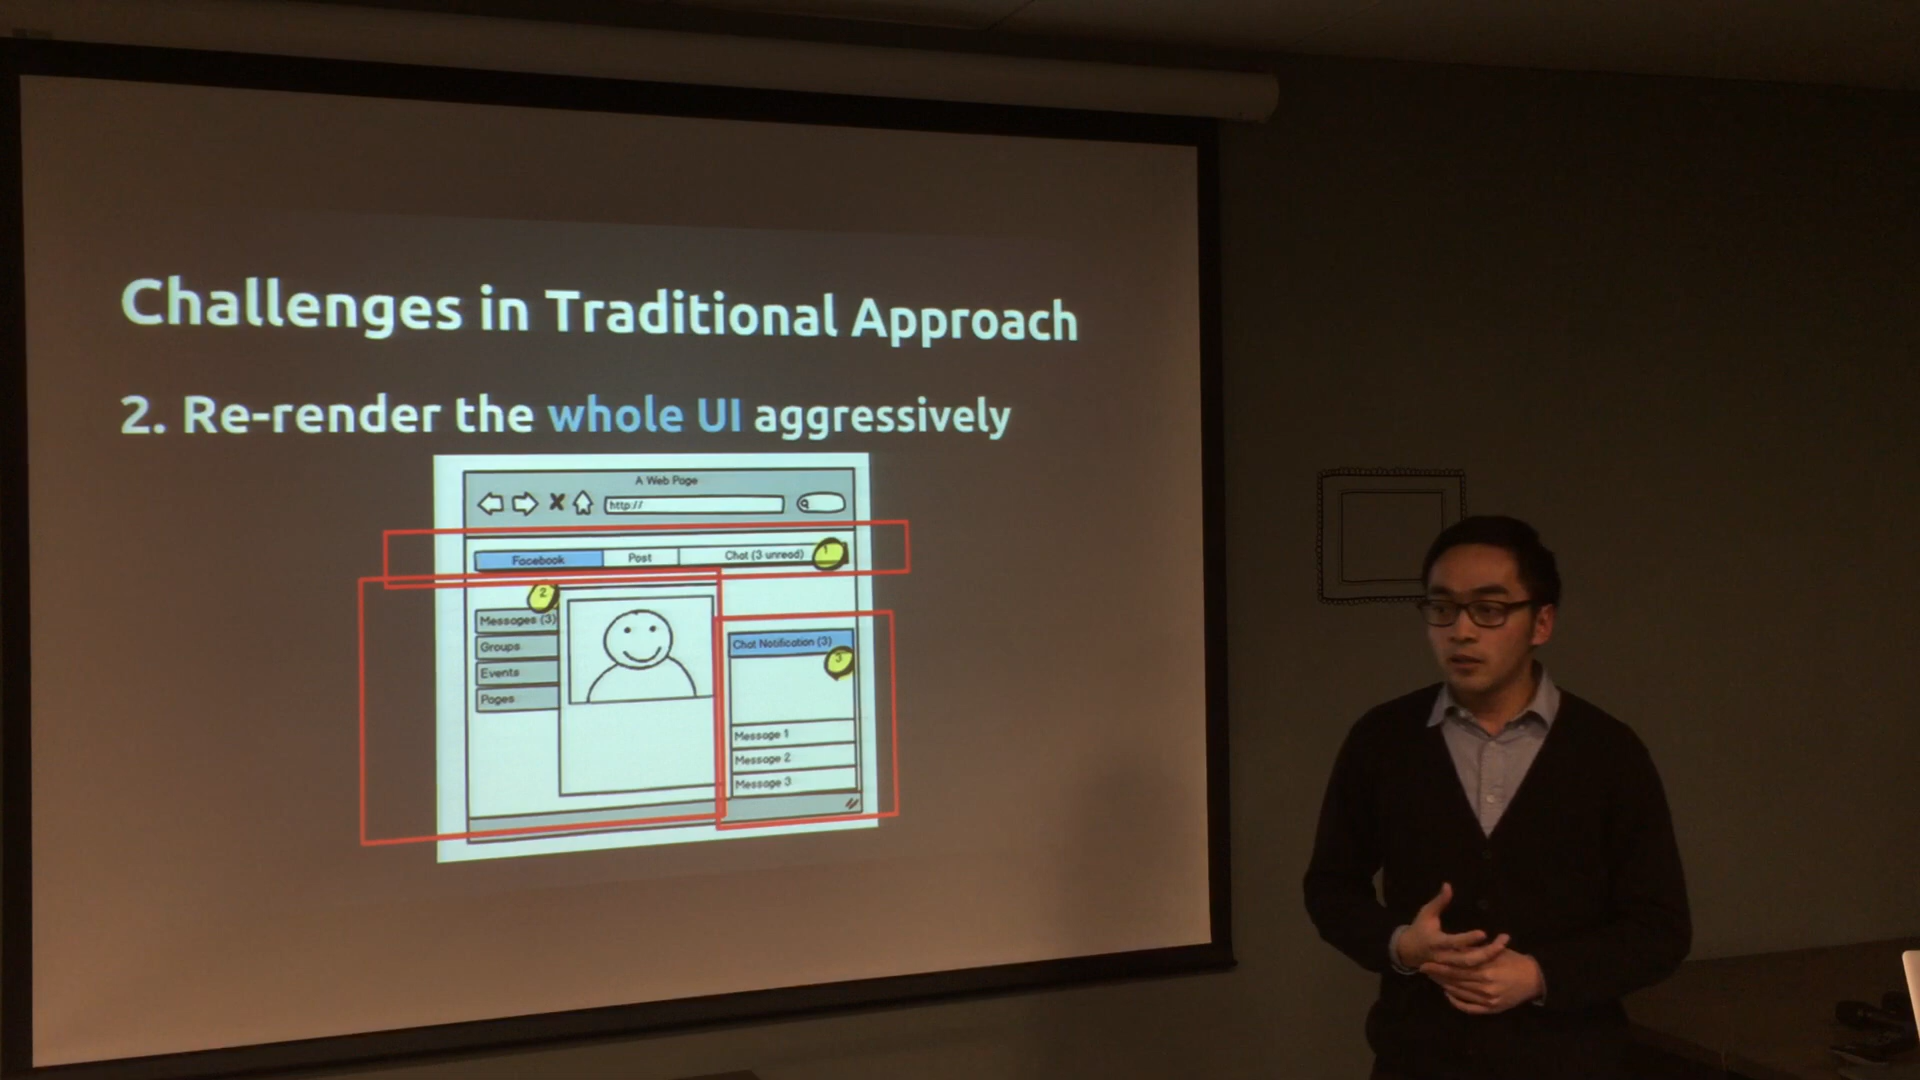 Challenges in Traditional Approach
2. Re-render the whole UI aggressively
A Web Page
http://
Facebook
Post
Chat (3 unread)
1
2
Messages (3)
Groups
Events
Pages
Chat Notification (3)
3
Message 1
Message 2
Message 3